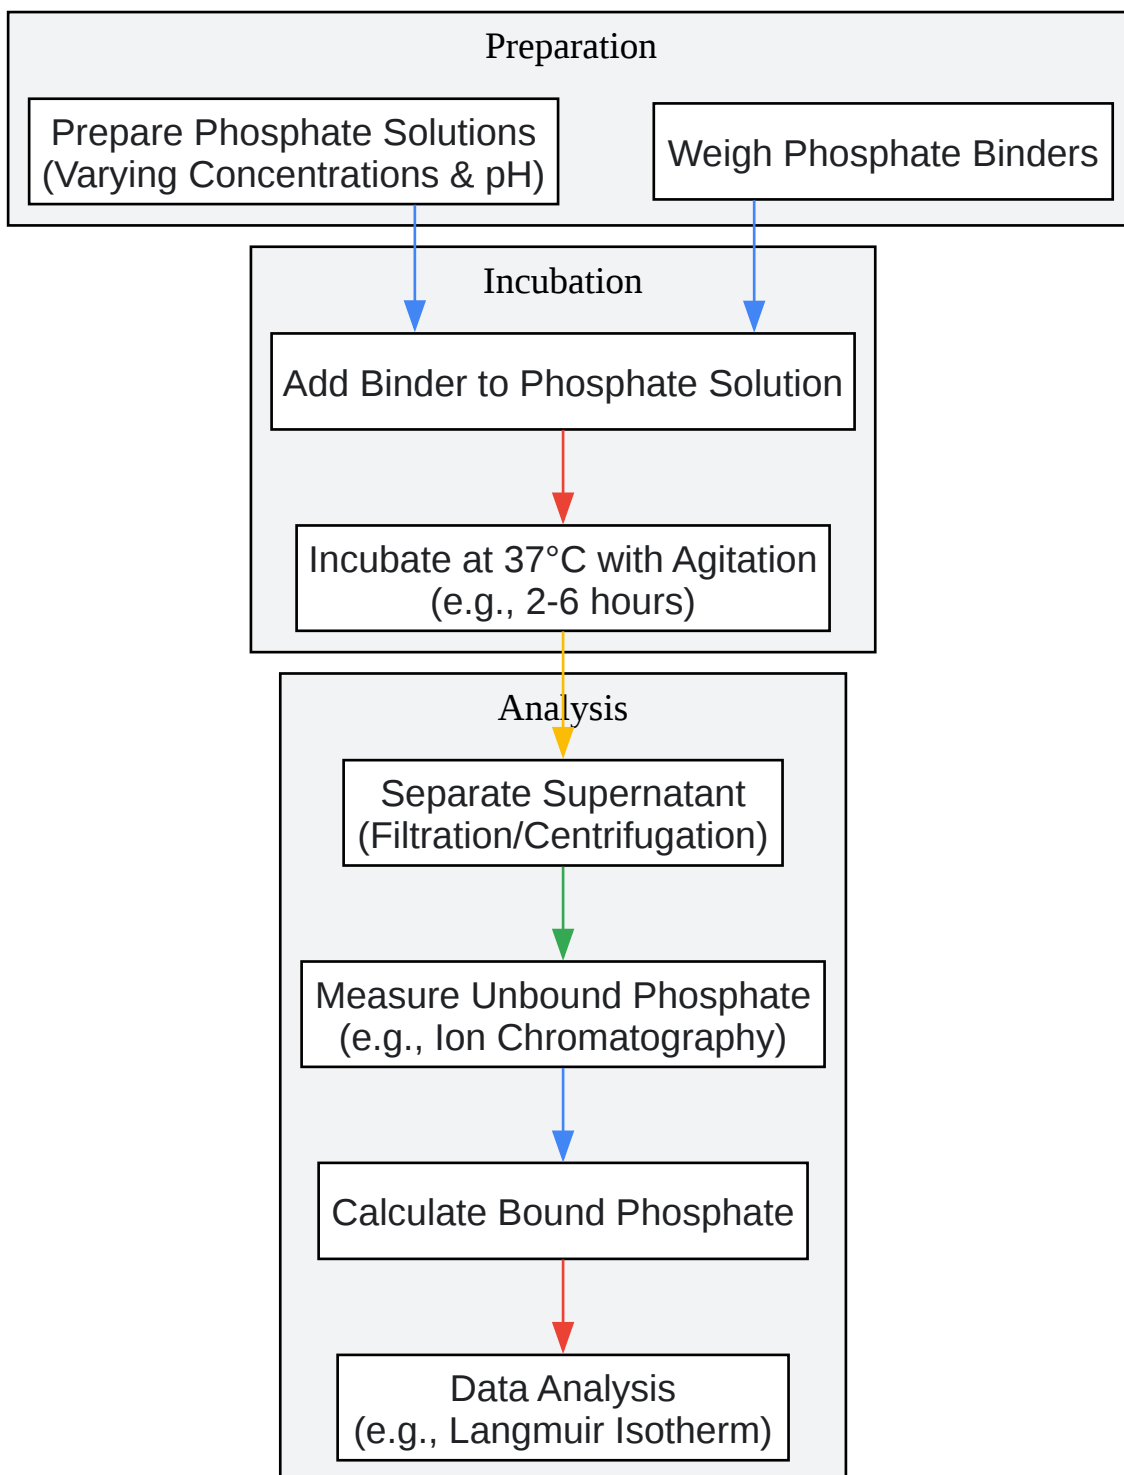 Preparation
Prepare Phosphate Solutions
(Varying Concentrations & pH)
Weigh Phosphate Binders
Incubation
Add Binder to Phosphate Solution
Incubate at 37°C with Agitation
(e.g., 2-6 hours)
Analysis
Separate Supernatant
(Filtration/Centrifugation)
Measure Unbound Phosphate
(e.g., Ion Chromatography)
Calculate Bound Phosphate
Data Analysis
(e.g., Langmuir Isotherm)